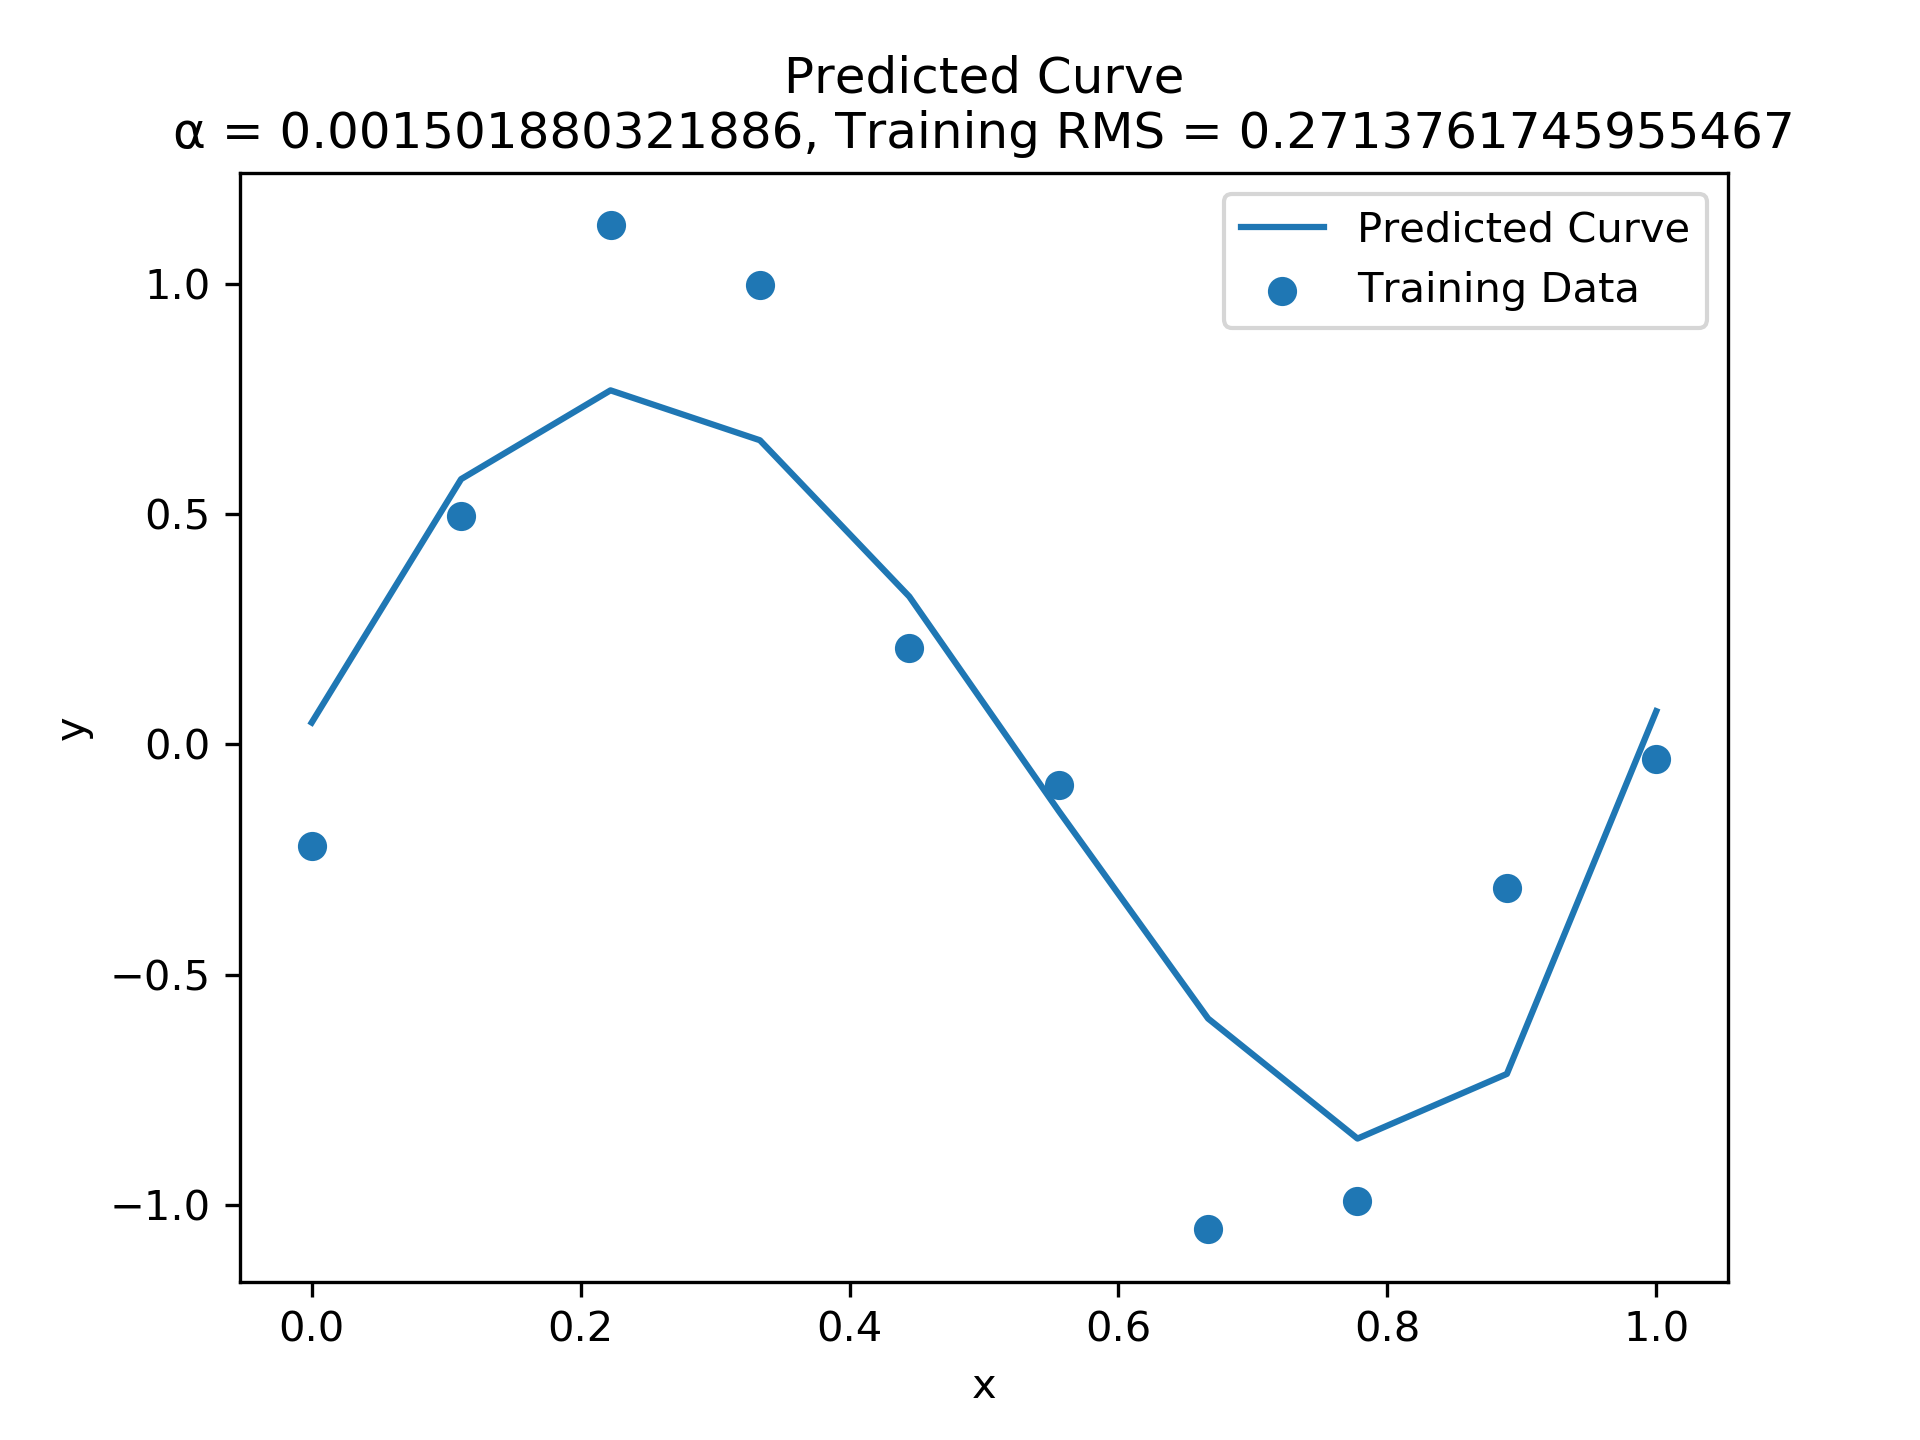 Predicted Curve
α = 0.001501880321886, Training RMS = 0.2713761745955467
Predicted Curve
Training Data
1.0
0.5
0.0
−0.5
−1.0
y
0.0 0.2 0.4 0.6 0.8 1.0
x